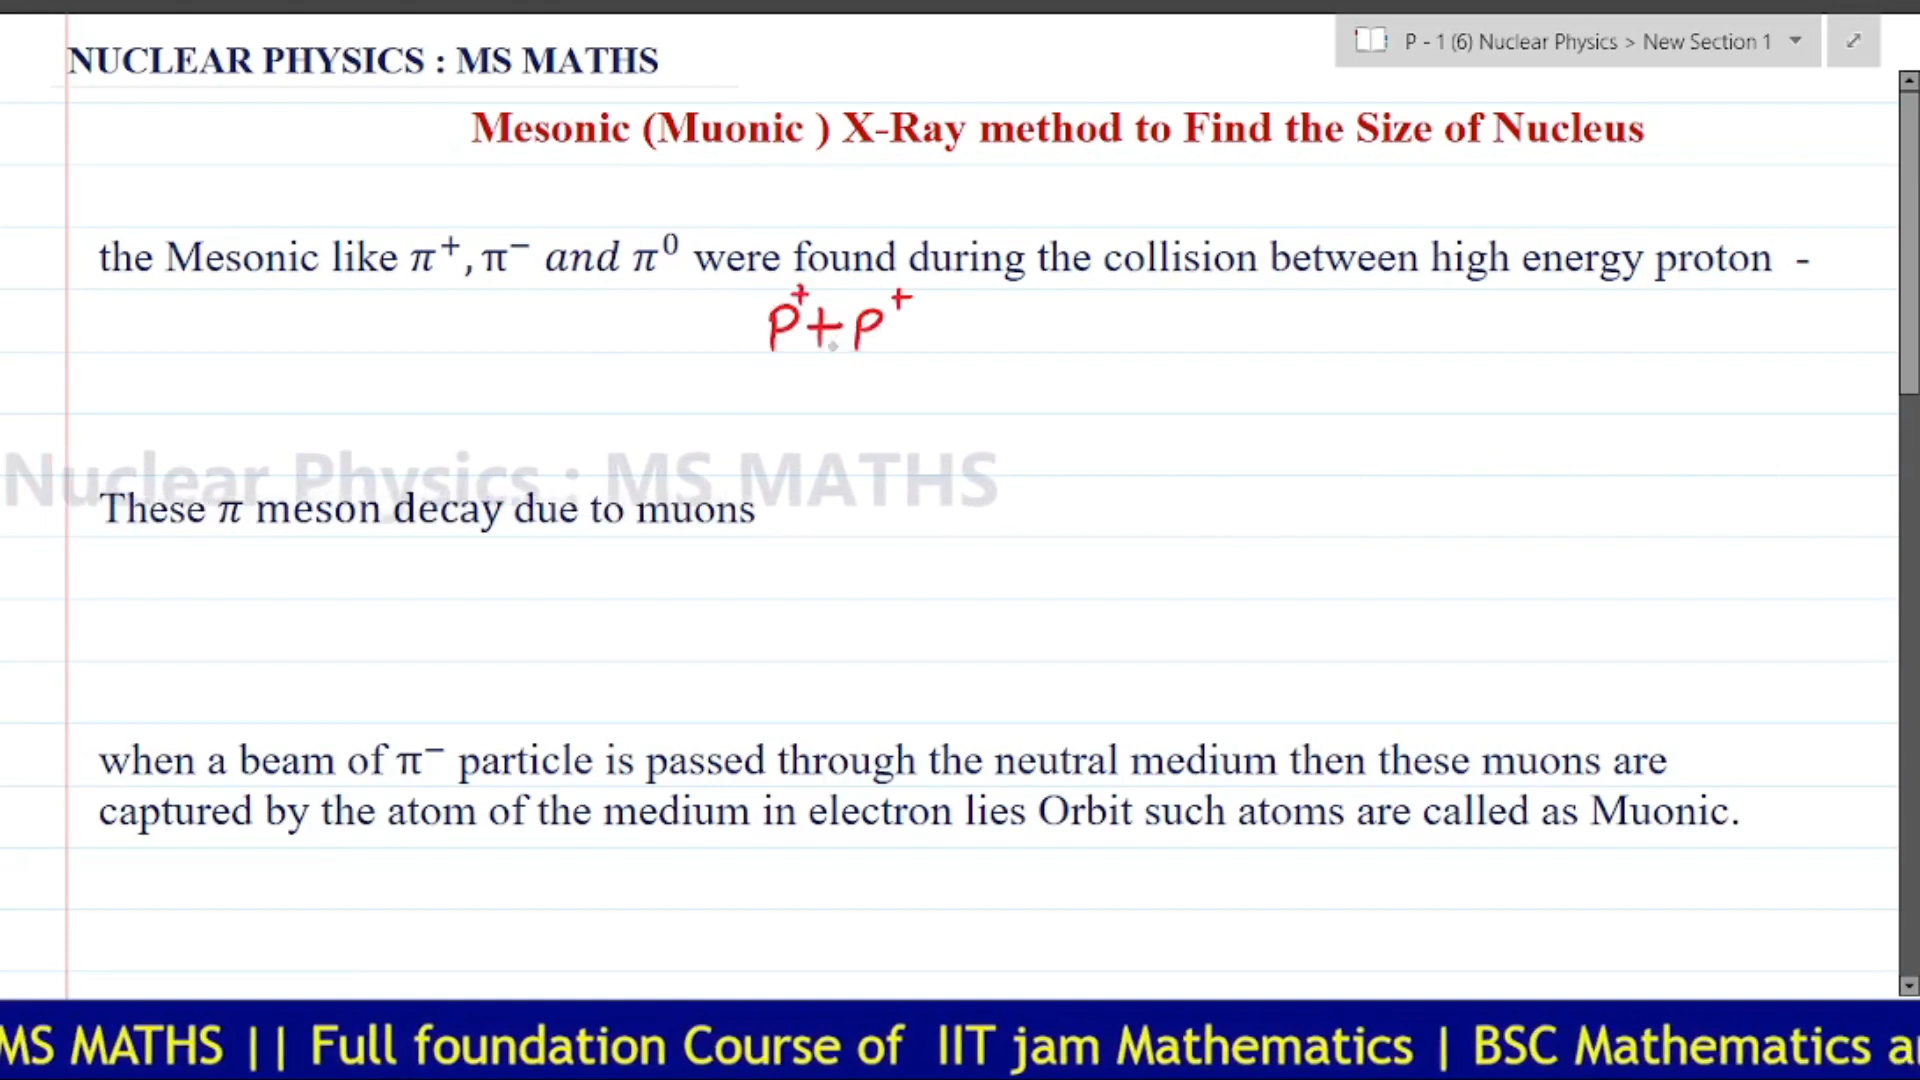 P - 1 (6) Nuclear Physics > New Section 1
NUCLEAR PHYSICS : MS MATHS
Mesonic (Muonic ) X-Ray method to Find the Size of Nucleus
the Mesonic like π⁺, π⁻ and π⁰ were found during the collision between high energy proton -
P⁺ + P⁺
Nuclear Physics : MS MATHS
These π meson decay due to muons
when a beam of π⁻ particle is passed through the neutral medium then these muons are
captured by the atom of the medium in electron lies Orbit such atoms are called as Muonic.
MS MATHS || Full foundation Course of IIT jam Mathematics | BSC Mathematics a